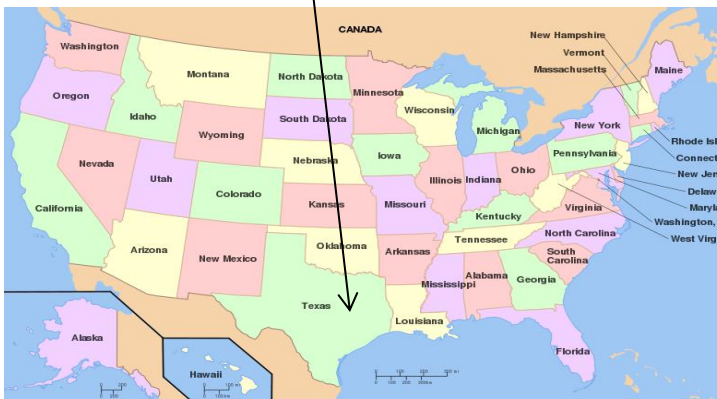 CANADA
New Hampshire
Vermont
Massachusetts
Washington
Montana
North Dakota
Minnesota
Maine
Oregon
Idaho
South Dakota
Wisconsin
Michigan
New York
Wyoming
Rhode Isl
Connect
Nebraska
Iowa
Pennsylvania
New Jers
Nevada
Utah
Colorado
Kansas
Missouri
Illinois
Indiana
Ohio
Delaw
Maryla
California
Kentucky
Virginia
Washington,
West Virg
Arizona
New Mexico
Oklahoma
Arkansas
Tennessee
North Carolina
South
Carolina
Mississippi
Alabama
Georgia
Texas
Louisiana
Alaska
Hawaii
Florida